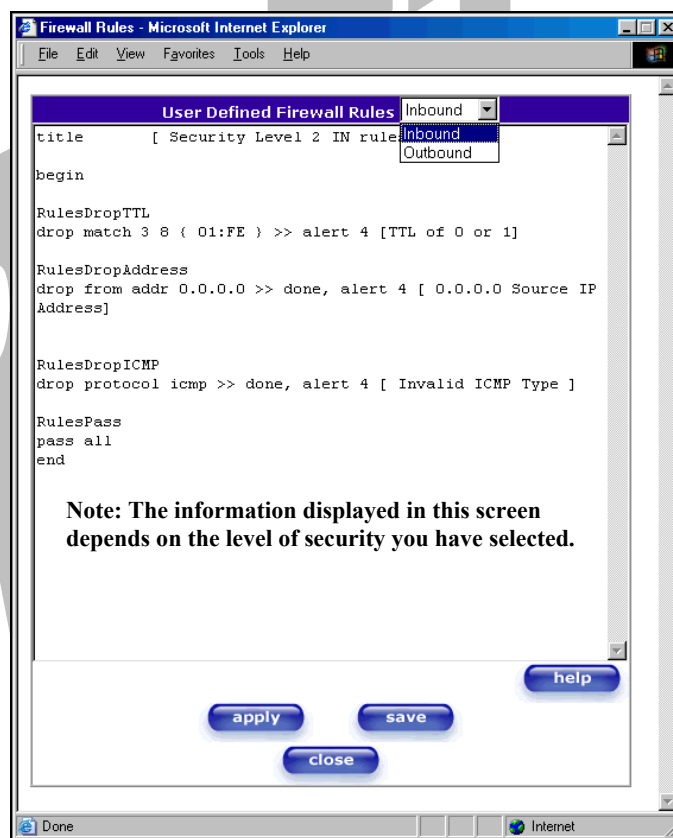 Firewall Rules - Microsoft Internet Explorer
File Edit View Favorites Tools Help
User Defined Firewall Rules Inbound
Inbound
Outbound
title [ Security Level 2 IN rule
begin
RulesDropTTL
drop match 3 8 { 01:FE } >> alert 4 [TTL of 0 or 1]
RulesDropAddress
drop from addr 0.0.0.0 >> done, alert 4 [ 0.0.0.0 Source IP
Address]
RulesDropICMP
drop protocol icmp >> done, alert 4 [ Invalid ICMP Type ]
RulesPass
pass all
end
Note: The information displayed in this screen
depends on the level of security you have selected.
help
apply save
close
Done Internet